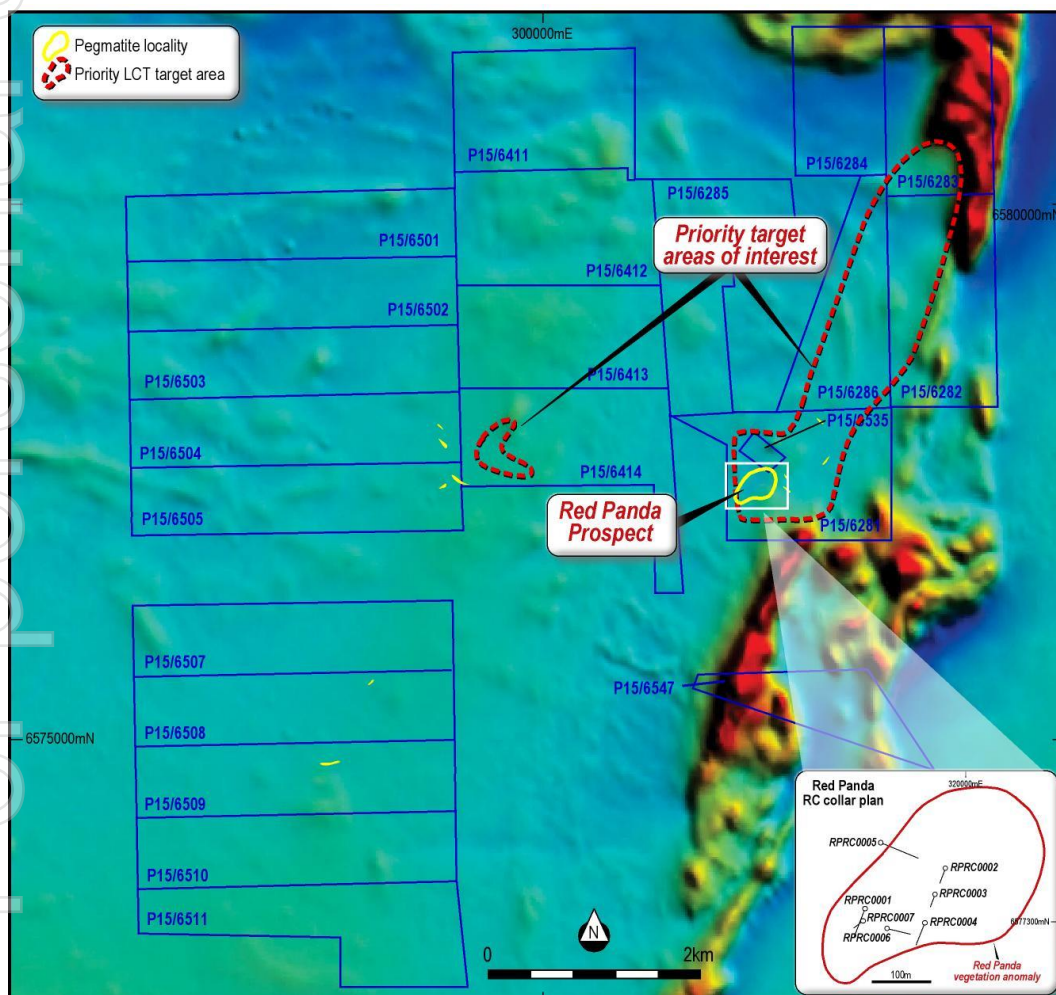 Pegmatite locality
Priority LCT target area
300000mE
P15/6411
P15/6284
P15/6283
P15/6285
6580000mN
Priority target
areas of interest
P15/6501
P15/6412
P15/6502
P15/6503
P15/6413
P15/6286
P15/6282
P15/6535
P15/6504
P15/6414
P15/6505
Red Panda
Prospect
P15/6281
P15/6507
P15/6547
P15/6508
6575000mN
P15/6509
P15/6510
P15/6511
N
0
2km
Red Panda
RC collar plan
320000mE
RPRC0005
RPRC0002
RPRC0003
RPRC0001
RPRC0007
RPRC0004
6577300mN
RPRC0006
100m
Red Panda
vegetation anomaly